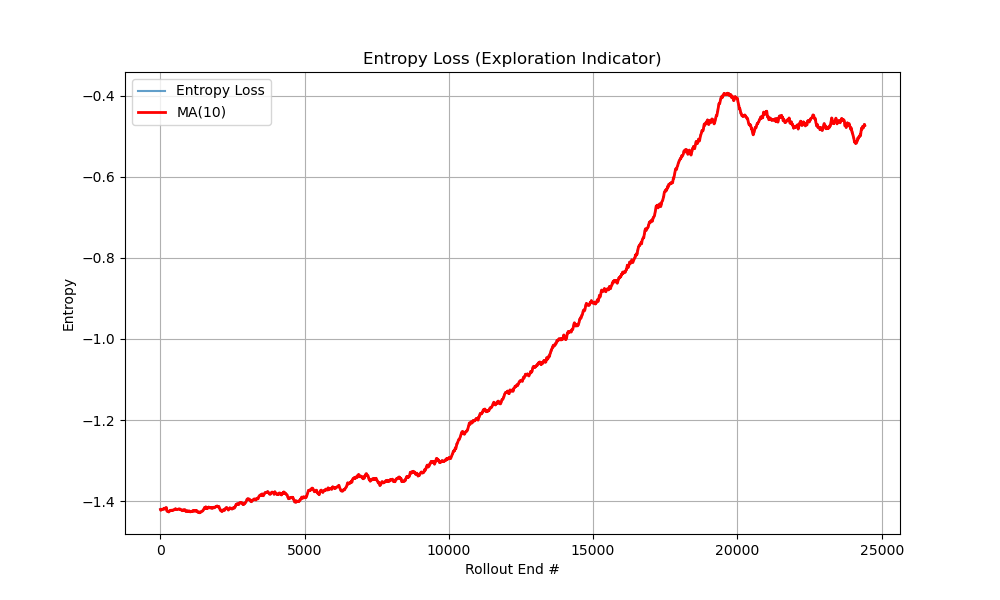 Entropy Loss (Exploration Indicator)
Entropy Loss
MA(10)
−0.4
−0.6
−0.8
−1.0
−1.2
−1.4
Entropy
0
5000
10000
15000
20000
25000
Rollout End #